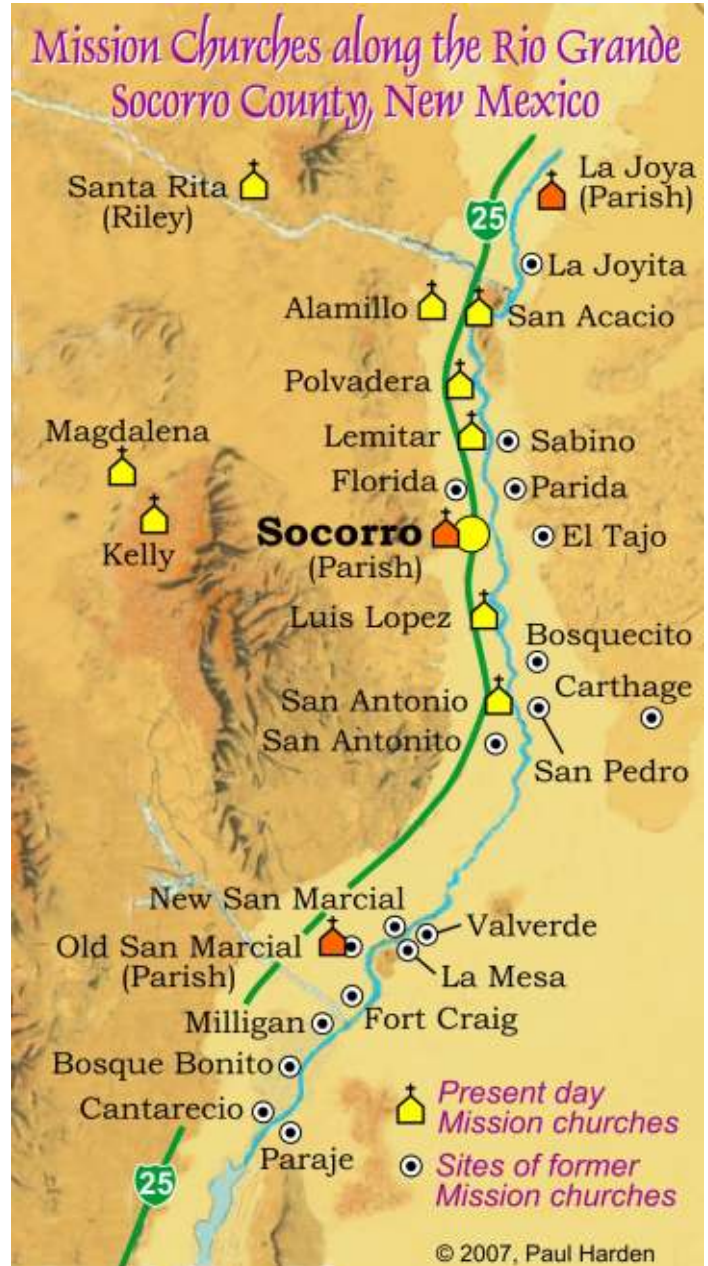 Mission Churches along the Rio Grande
Socorro County, New Mexico
Santa Rita
(Riley)
La Joya
(Parish)
25
La Joyita
Alamillo
San Acacio
Polvadera
Magdalena
Lemitar
Sabino
Florida
Parida
Kelly
Socorro
(Parish)
El Tajo
Luis Lopez
Bosquecito
San Antonio
Carthage
San Antonito
San Pedro
New San Marcial
Valverde
Old San Marcial
(Parish)
La Mesa
Milligan
Fort Craig
Bosque Bonito
Cantarecio
Paraje
25
Present day
Mission churches
Sites of former
Mission churches
© 2007, Paul Harden